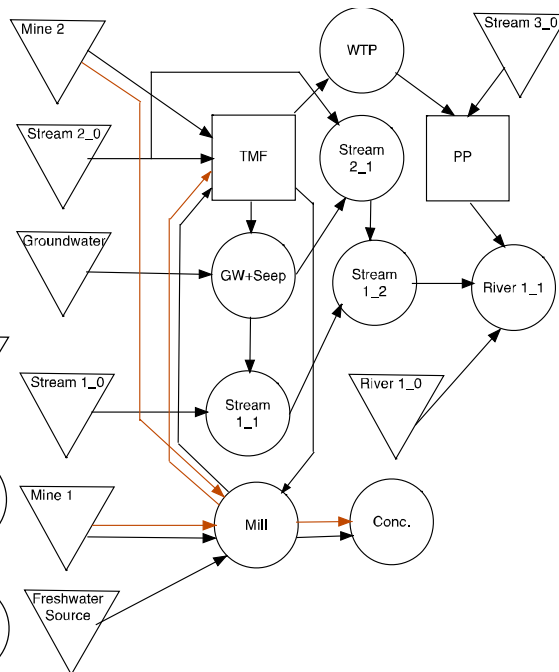 Mine 2
WTP
Stream 3_0
Stream 2_0
TMF
Stream
2_1
PP
Groundwater
GW+Seep
Stream
1_2
River 1_1
Stream 1_0
Stream
1_1
River 1_0
Mine 1
Mill
Conc.
Freshwater
Source